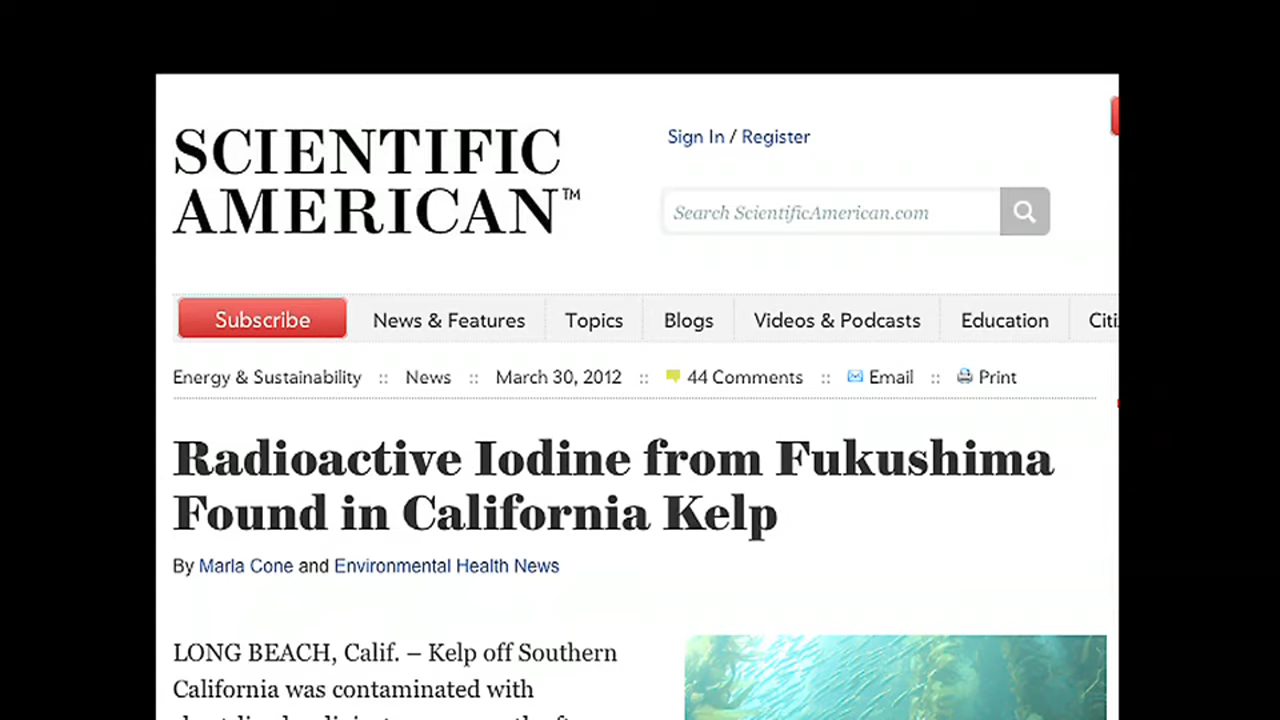 SCIENTIFIC
AMERICAN™
Sign In / Register
Search ScientificAmerican.com
Subscribe News & Features Topics Blogs Videos & Podcasts Education Citi
Energy & Sustainability :: News :: March 30, 2012 :: 44 Comments :: Email :: Print
Radioactive Iodine from Fukushima
Found in California Kelp
By Marla Cone and Environmental Health News
LONG BEACH, Calif. – Kelp off Southern
California was contaminated with